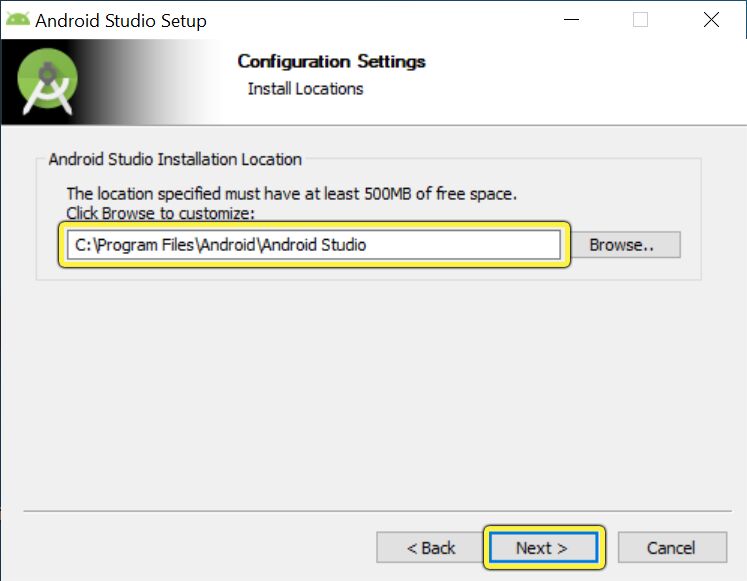 Android Studio Setup
Configuration Settings
Install Locations
Android Studio Installation Location
The location specified must have at least 500MB of free space.
Click Browse to customize:
C:\Program Files\Android\Android Studio
Browse..
< Back
Next >
Cancel